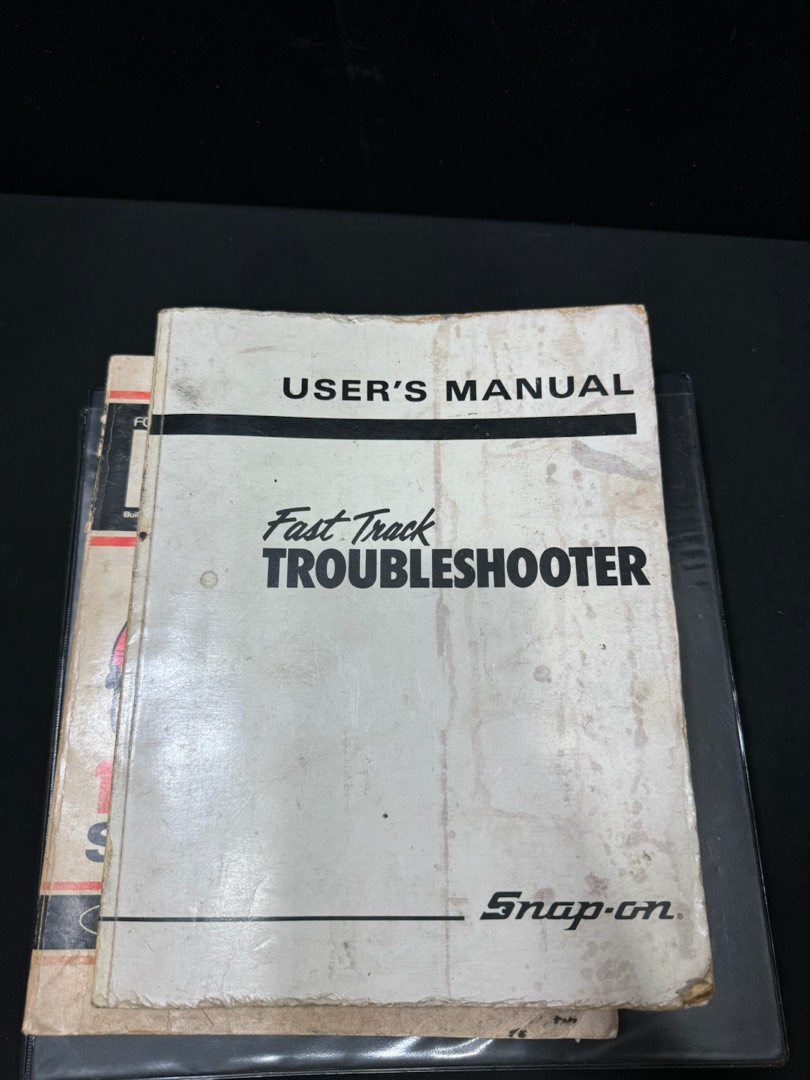 USER'S MANUAL
Fast Track
TROUBLESHOOTER
Snap-on®